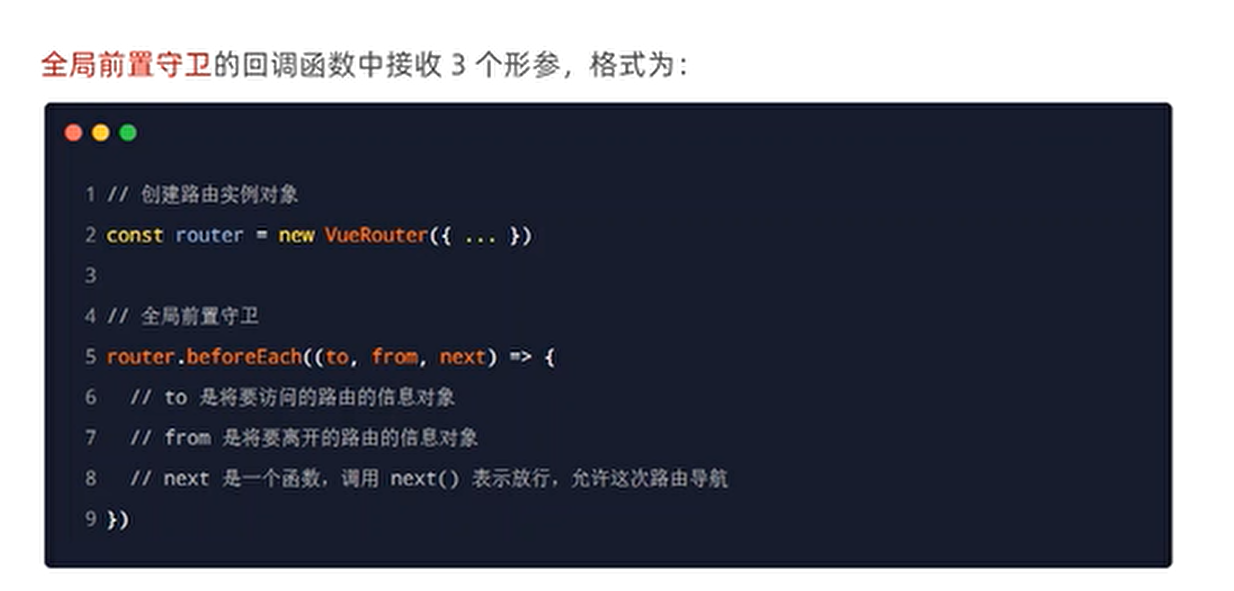 全局前置守卫的回调函数中接收 3 个形参，格式为：
1 // 创建路由实例对象
2 const router = new VueRouter({ ... })
3
4 // 全局前置守卫
5 router.beforeEach((to, from, next) => {
6   // to 是将要访问的路由的信息对象
7   // from 是将要离开的路由的信息对象
8   // next 是一个函数，调用 next() 表示放行，允许这次路由导航
9 })